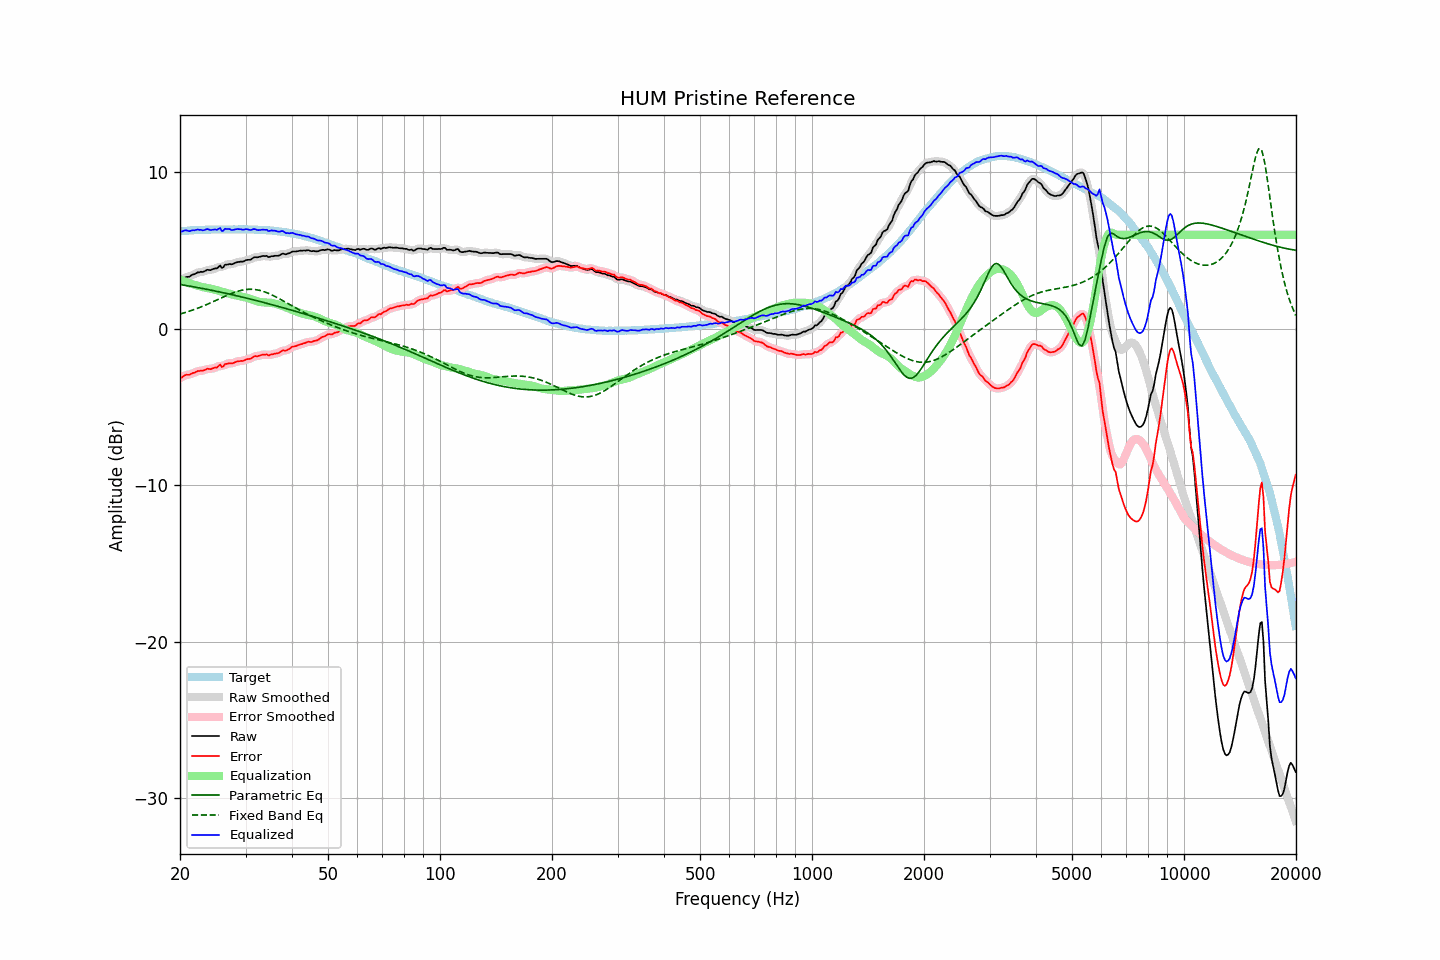 HUM Pristine Reference
Amplitude (dBr)
10
0
−10
−20
−30
Target
Raw Smoothed
Error Smoothed
Raw
Error
Equalization
Parametric Eq
Fixed Band Eq
Equalized
20
50
100
200
500
1000
2000
5000
10000
20000
Frequency (Hz)